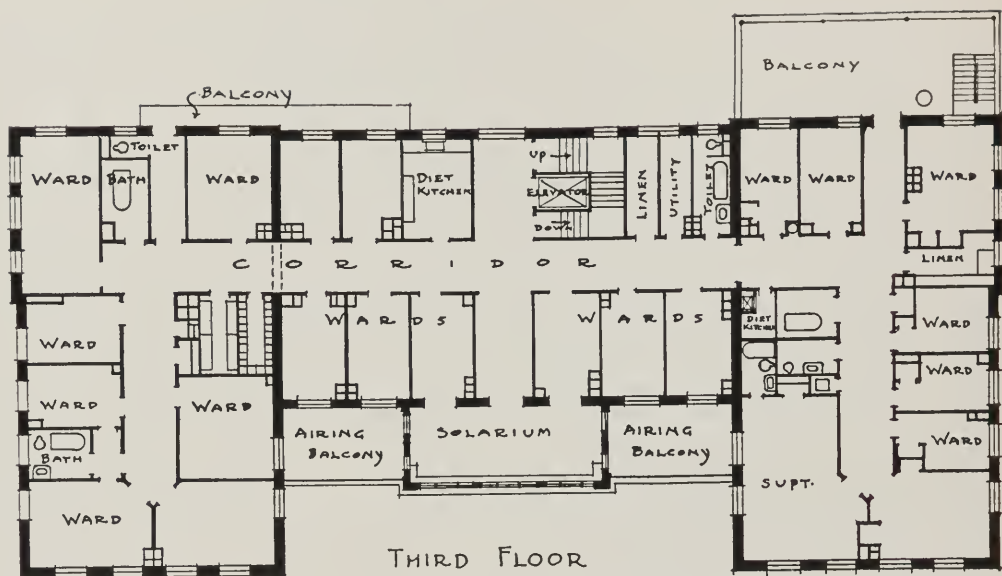 BALCONY
BALCONY
TOILET
WARD
BATH
WARD
DIET
KITCHEN
UP
ELEVATOR
DOWN
LINEN
UTILITY
TOILET
WARD
WARD
WARD
CORRIDOR
LINEN
WARDS
WARDS
DIET
KITCHEN
WARD
WARD
WARD
WARD
WARD
AIRING
BALCONY
SOLARIUM
AIRING
BALCONY
WARD
BATH
SUPT.
WARD
THIRD FLOOR